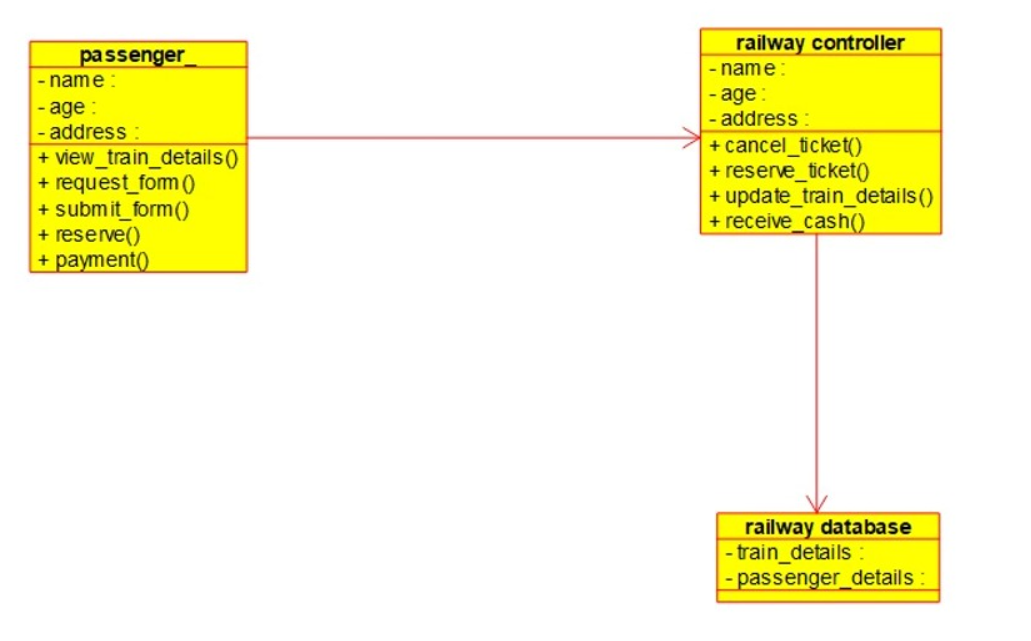 passenger_
- name :
- age :
- address :
+ view_train_details()
+ request_form()
+ submit_form()
+ reserve()
+ payment()
railway controller
- name :
- age :
- address :
+ cancel_ticket()
+ reserve_ticket()
+ update_train_details()
+ receive_cash()
railway database
- train_details :
- passenger_details :